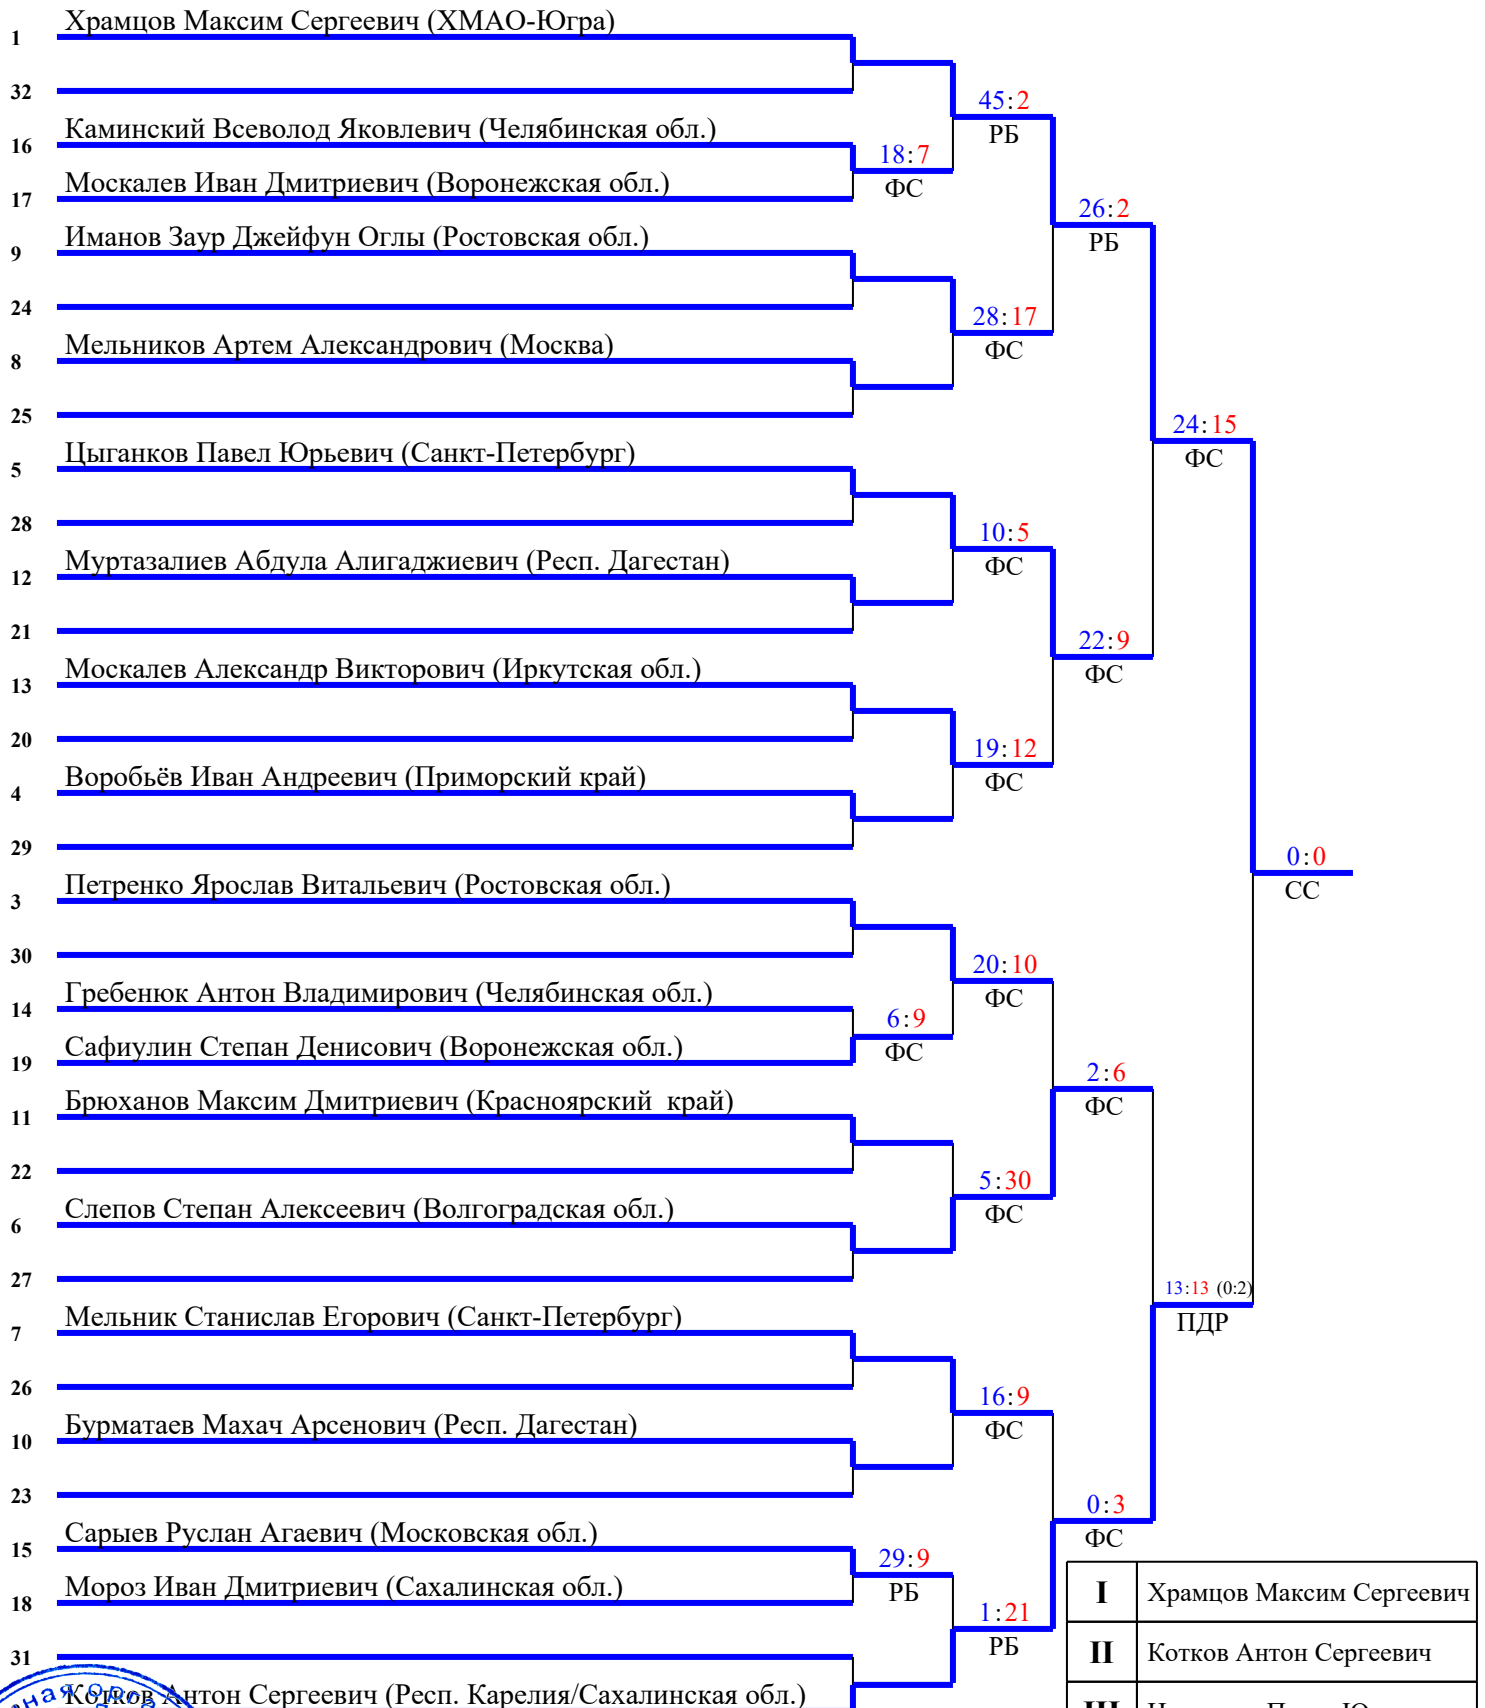 Храмцов Максим Сергеевич (ХМАО-Югра)
1
32
45:2
РБ
Каминский Всеволод Яковлевич (Челябинская обл.)
16
18:7
ФС
Москалев Иван Дмитриевич (Воронежская обл.)
17
26:2
РБ
Иманов Заур Джейфун Оглы (Ростовская обл.)
9
24
28:17
ФС
Мельников Артем Александрович (Москва)
8
25
24:15
ФС
Цыганков Павел Юрьевич (Санкт-Петербург)
5
28
10:5
ФС
Муртазалиев Абдула Алигаджиевич (Респ. Дагестан)
12
21
22:9
ФС
Москалев Александр Викторович (Иркутская обл.)
13
20
19:12
ФС
Воробьёв Иван Андреевич (Приморский край)
4
29
0:0
СС
Петренко Ярослав Витальевич (Ростовская обл.)
3
30
20:10
ФС
Гребенюк Антон Владимирович (Челябинская обл.)
14
6:9
ФС
Сафиулин Степан Денисович (Воронежская обл.)
19
2:6
ФС
Брюханов Максим Дмитриевич (Красноярский край)
11
22
5:30
ФС
Слепов Степан Алексеевич (Волгоградская обл.)
6
27
13:13 (0:2)
ПДР
Мельник Станислав Егорович (Санкт-Петербург)
7
26
16:9
ФС
Бурматаев Махач Арсенович (Респ. Дагестан)
10
23
0:3
ФС
Сарыев Руслан Агаевич (Московская обл.)
15
29:9
РБ
Мороз Иван Дмитриевич (Сахалинская обл.)
18
1:21
РБ
31
Котков Антон Сергеевич (Респ. Карелия/Сахалинская обл.)
I Храмцов Максим Сергеевич
II Котков Антон Сергеевич
III